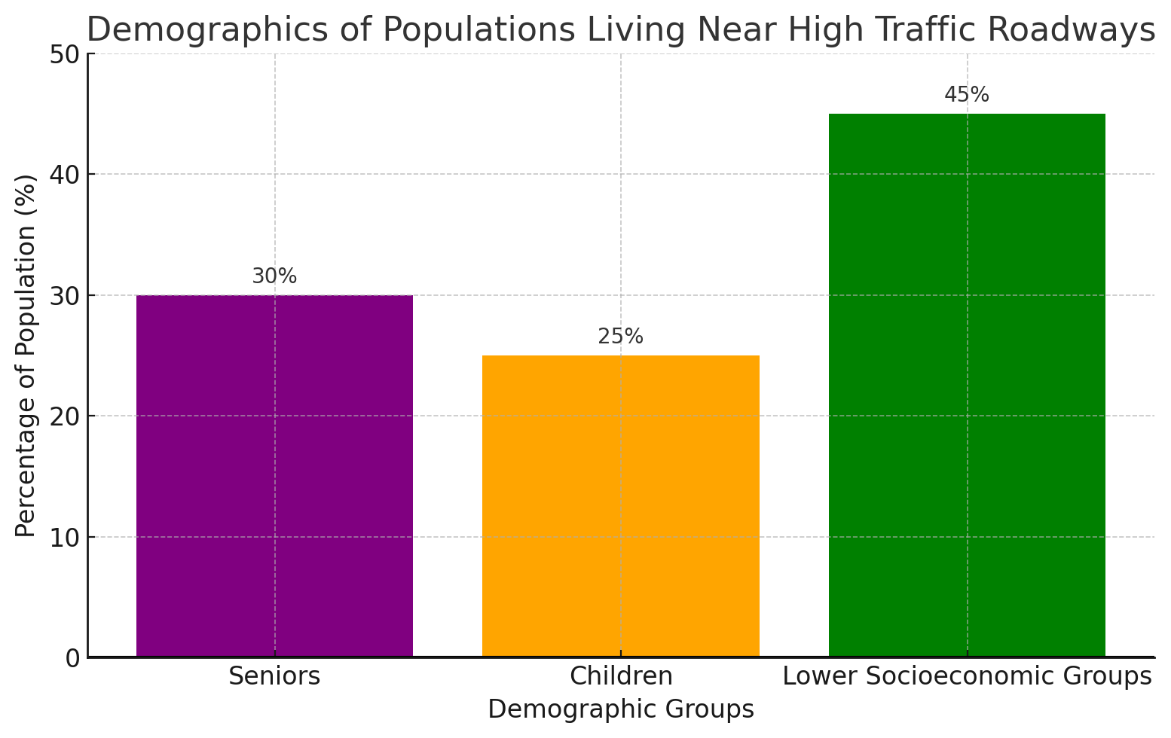 Demographics of Populations Living Near High Traffic Roadways
Percentage of Population (%)
50
40
30
20
10
0
30%
25%
45%
Seniors
Children
Lower Socioeconomic Groups
Demographic Groups